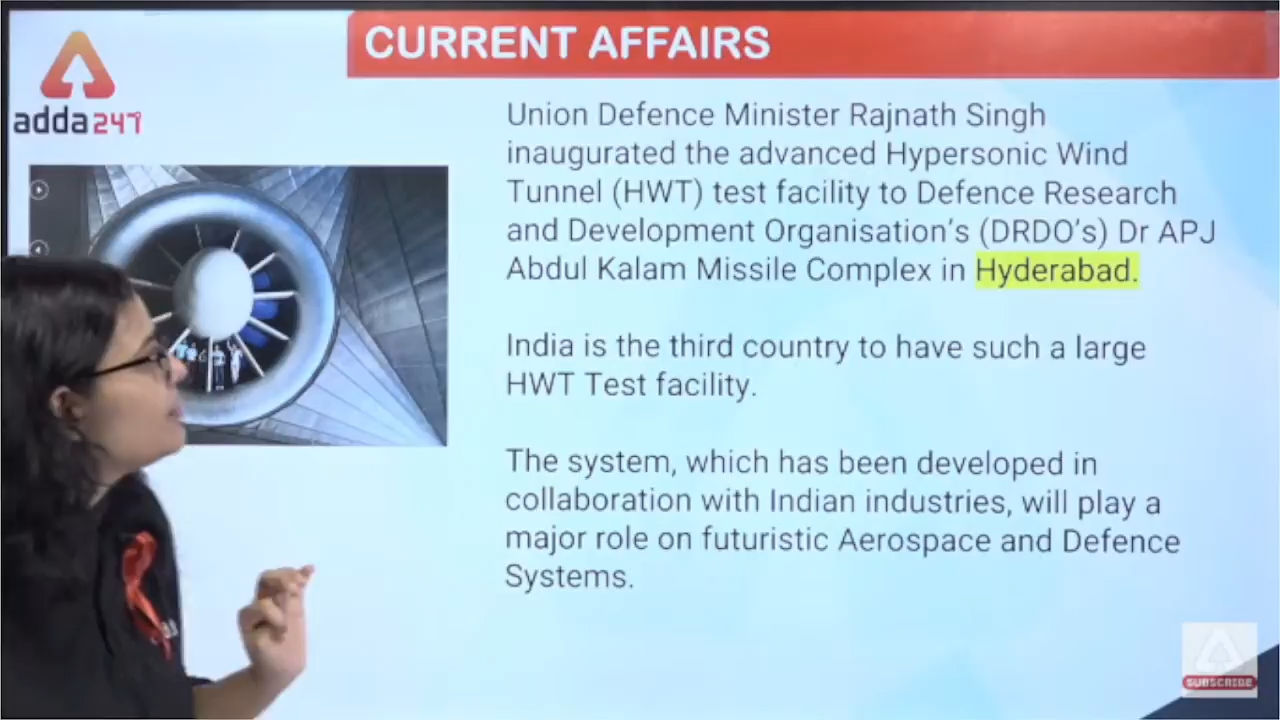 CURRENT AFFAIRS
adda247
Union Defence Minister Rajnath Singh
inaugurated the advanced Hypersonic Wind
Tunnel (HWT) test facility to Defence Research
and Development Organisation's (DRDO's) Dr APJ
Abdul Kalam Missile Complex in Hyderabad.
India is the third country to have such a large
HWT Test facility.
The system, which has been developed in
collaboration with Indian industries, will play a
major role on futuristic Aerospace and Defence
Systems.
SUBSCRIBE